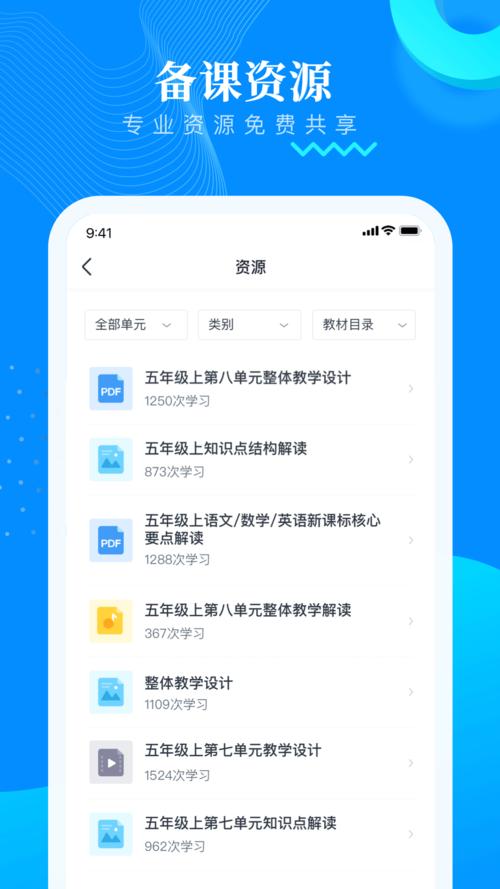 备课资源
专业资源免费共享
9:41
资源
全部单元 类别 教材目录
五年级上第八单元整体教学设计
PDF
1250次学习
五年级上知识点结构解读
873次学习
五年级上语文/数学/英语新课标核心
要点解读
PDF
1288次学习
五年级上第八单元整体教学解读
367次学习
整体教学设计
1109次学习
五年级上第七单元教学设计
1524次学习
五年级上第七单元知识点解读
962次学习